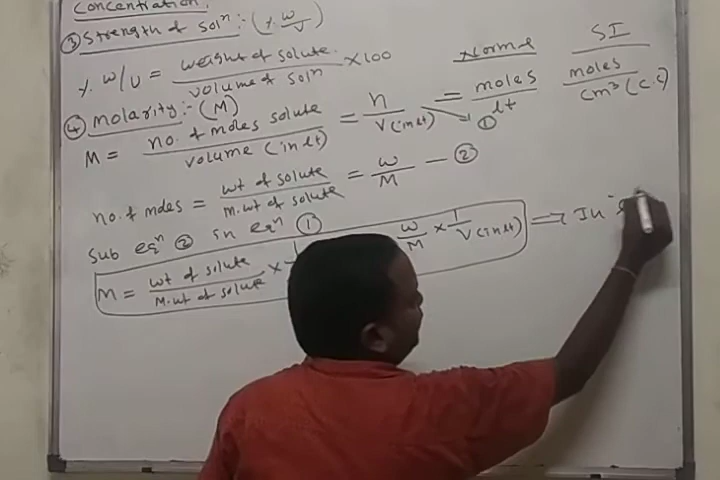 Concentration.
③ Strength of solⁿ :- (% w/v)
% w/v = weight of solute. / volume of solⁿ × 100
Normal SI
④ molarity :- (M)
M = no. of moles solute / volume (in lt) = n / V (in lt) ① = moles / lt moles / cm³ (c.c)
no. of moles = wt of solute / M. wt of solute = w / M — ②
Sub eqⁿ ② in eqⁿ ①
M = wt of solute / M. wt of solute × 1 w / M × 1 / V (in lt) ⇒ In